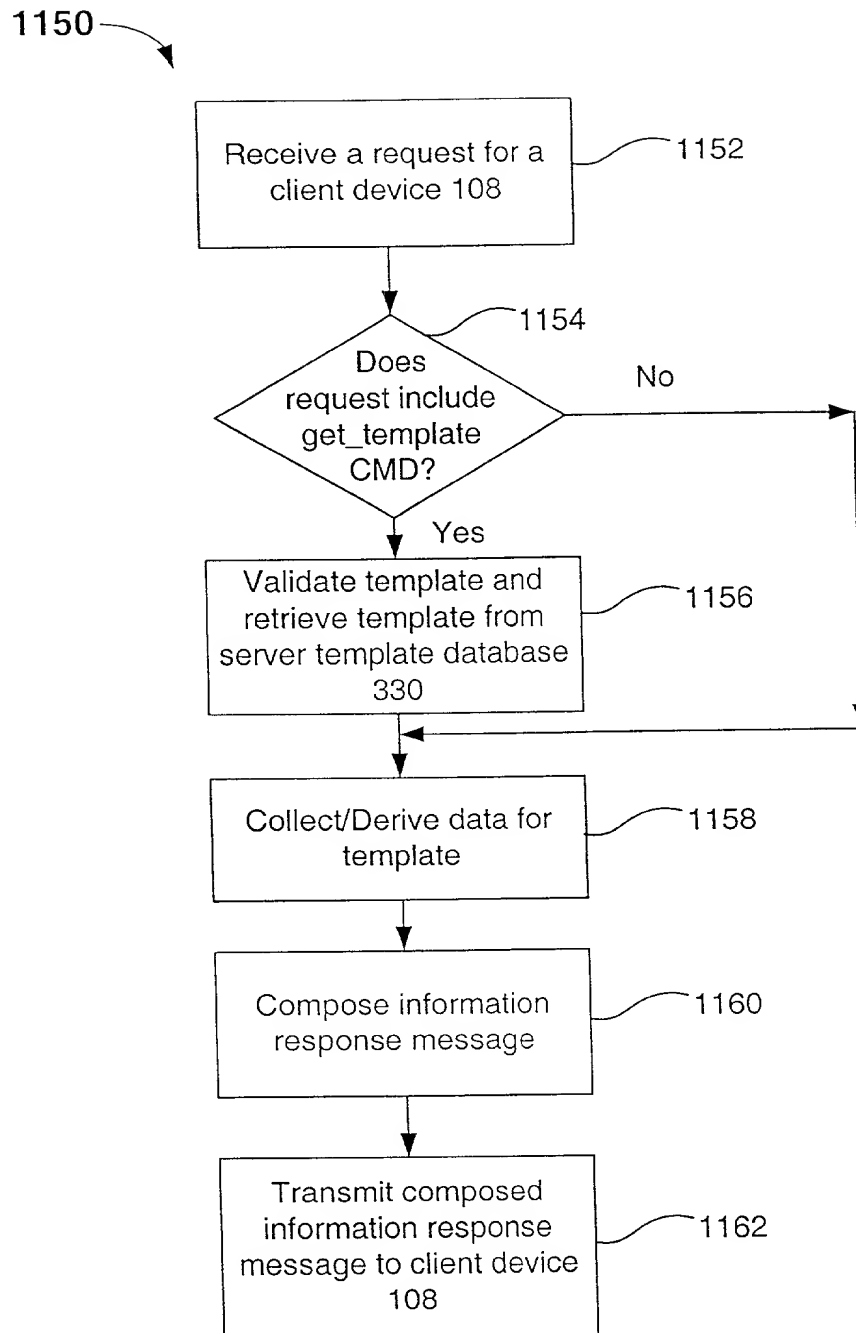 1150
Receive a request for a
client device 108
1152
1154
Does
request include
get_template
CMD?
No
Yes
Validate template and
retrieve template from
server template database
330
1156
Collect/Derive data for
template
1158
Compose information
response message
1160
Transmit composed
information response
message to client device
108
1162